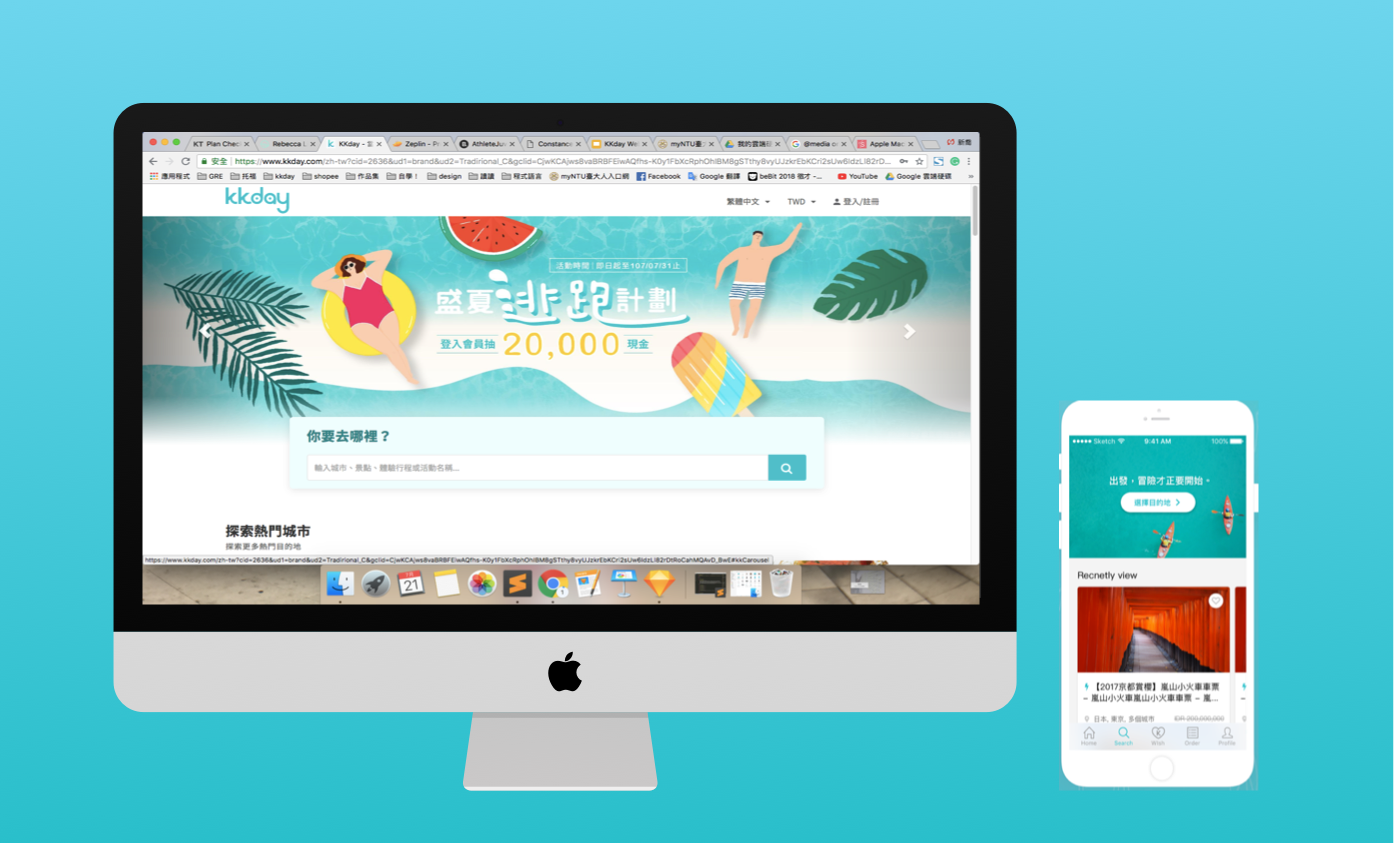 KT Plan Chec
Rebecca L
KKday -
Zeplin - Pr
AthleteJu
Constance
KKday We
myNTU臺
我的雲端硬
@media o
Apple Mac
新喬
安全 | https://www.kkday.com/zh-tw?cid=2636&ud1=brand&ud2=Tradirional_C&gclid=
應用程式 GRE 托福 kkday shopee 作品集 自學！ design 讀讀 程式語言 myNTU臺大人入口網 Facebook Google 翻譯 beBit 2018 徵才 -... YouTube Google 雲端硬碟 »
kkday
繁體中文 TWD 登入/註冊
活動時間｜即日起至107/07/31止
盛夏逃跑計劃
登入會員抽 20,000 現金
你要去哪裡？
輸入城市、景點、體驗行程或活動名稱...
探索熱門城市
探索更多熱門目的地
https://www.kkday.com/zh-tw?cid=2636&ud1=brand&ud2=Tradirional_C&gclid=
21
1
Sketch 9:41 AM 100%
出發，冒險才正要開始。
選擇目的地
Recnetly view
【2017京都賞櫻】嵐山小火車車票
– 嵐山小火車嵐山小火車車票 – 嵐...
日本, 東京, 多個城市 IDR 200,000,000
Home Search Wish Order Profile